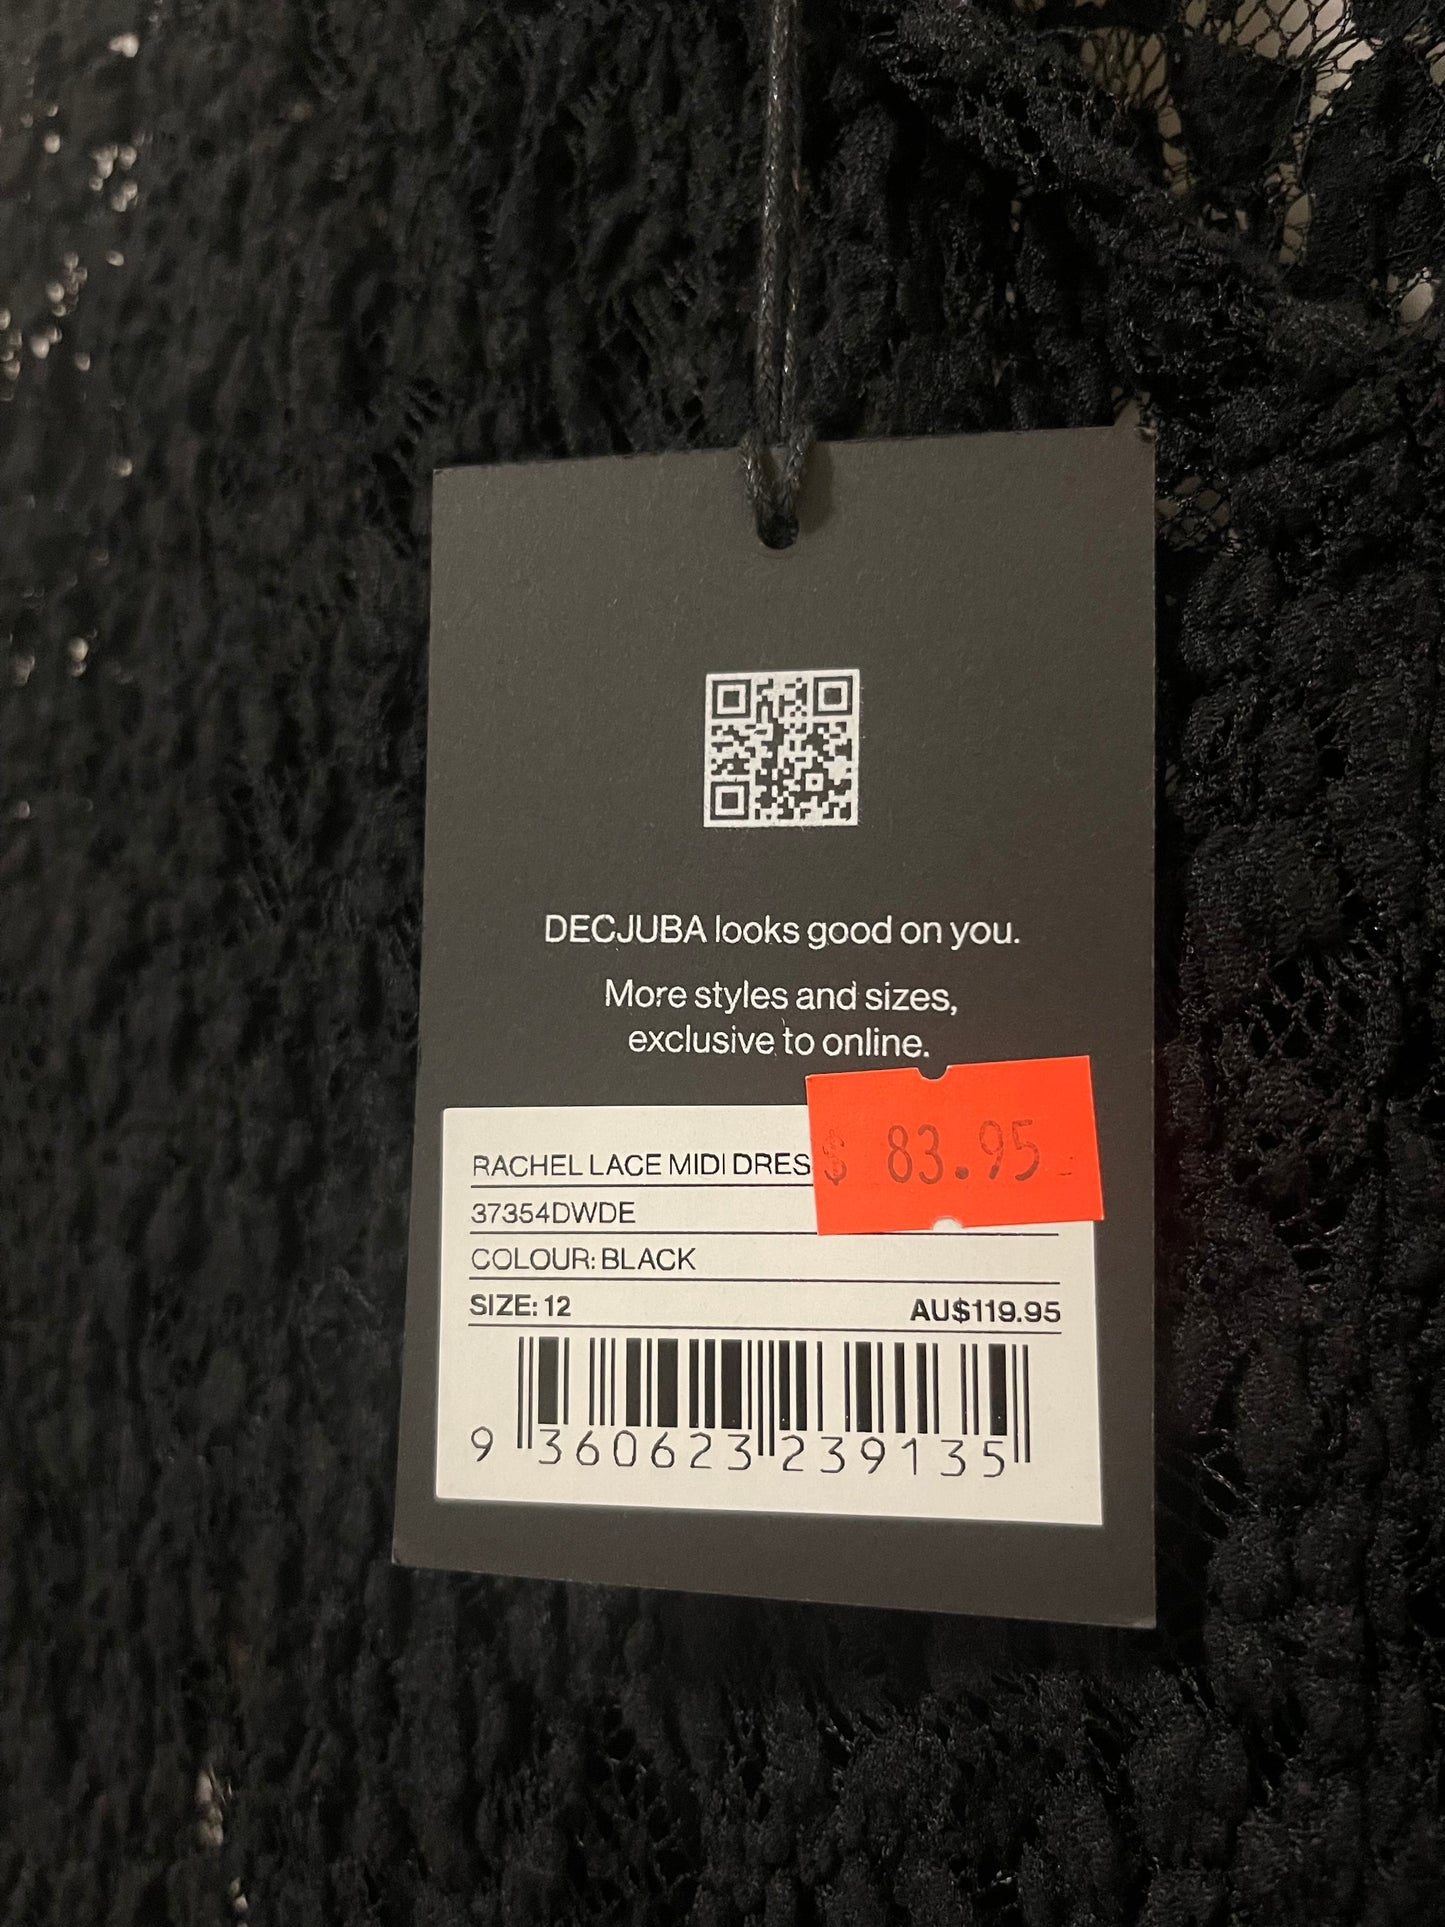 DECJUBA looks good on you.
More styles and sizes,
exclusive to online.
$ 83.95
RACHEL LACE MIDI DRES
37354DWDE
COLOUR: BLACK
SIZE: 12 AU$119.95
9 360623 239135